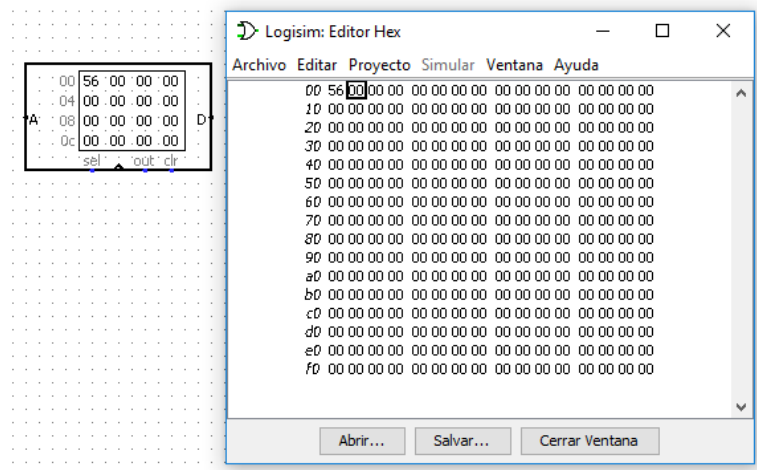 00 56 00 00 00
04 00 00 00 00
A 08 00 00 00 00 D
0c 00 00 00 00
sel out clr
Logisim: Editor Hex
Archivo Editar Proyecto Simular Ventana Ayuda
00 56 00 00 00 00 00 00 00 00 00 00 00 00 00 00 00
10 00 00 00 00 00 00 00 00 00 00 00 00 00 00 00 00
20 00 00 00 00 00 00 00 00 00 00 00 00 00 00 00 00
30 00 00 00 00 00 00 00 00 00 00 00 00 00 00 00 00
40 00 00 00 00 00 00 00 00 00 00 00 00 00 00 00 00
50 00 00 00 00 00 00 00 00 00 00 00 00 00 00 00 00
60 00 00 00 00 00 00 00 00 00 00 00 00 00 00 00 00
70 00 00 00 00 00 00 00 00 00 00 00 00 00 00 00 00
80 00 00 00 00 00 00 00 00 00 00 00 00 00 00 00 00
90 00 00 00 00 00 00 00 00 00 00 00 00 00 00 00 00
a0 00 00 00 00 00 00 00 00 00 00 00 00 00 00 00 00
b0 00 00 00 00 00 00 00 00 00 00 00 00 00 00 00 00
c0 00 00 00 00 00 00 00 00 00 00 00 00 00 00 00 00
d0 00 00 00 00 00 00 00 00 00 00 00 00 00 00 00 00
e0 00 00 00 00 00 00 00 00 00 00 00 00 00 00 00 00
f0 00 00 00 00 00 00 00 00 00 00 00 00 00 00 00 00
Abrir... Salvar... Cerrar Ventana